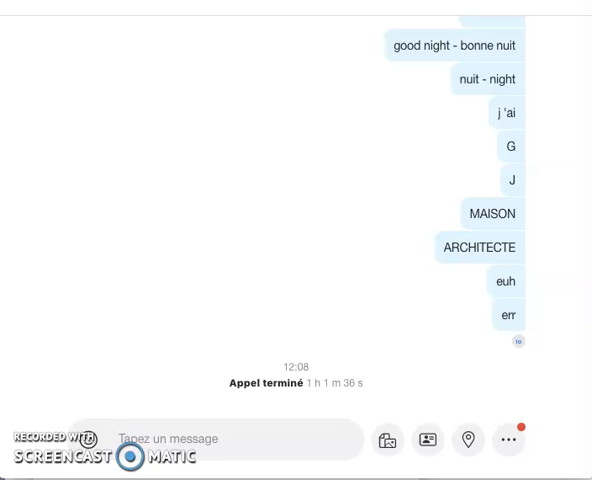 good night - bonne nuit
nuit - night
j 'ai
G
J
MAISON
ARCHITECTE
euh
err
12:08
Appel terminé 1 h 1 m 36 s
Tapez un message
RECORDED WITH
SCREENCAST MATIC